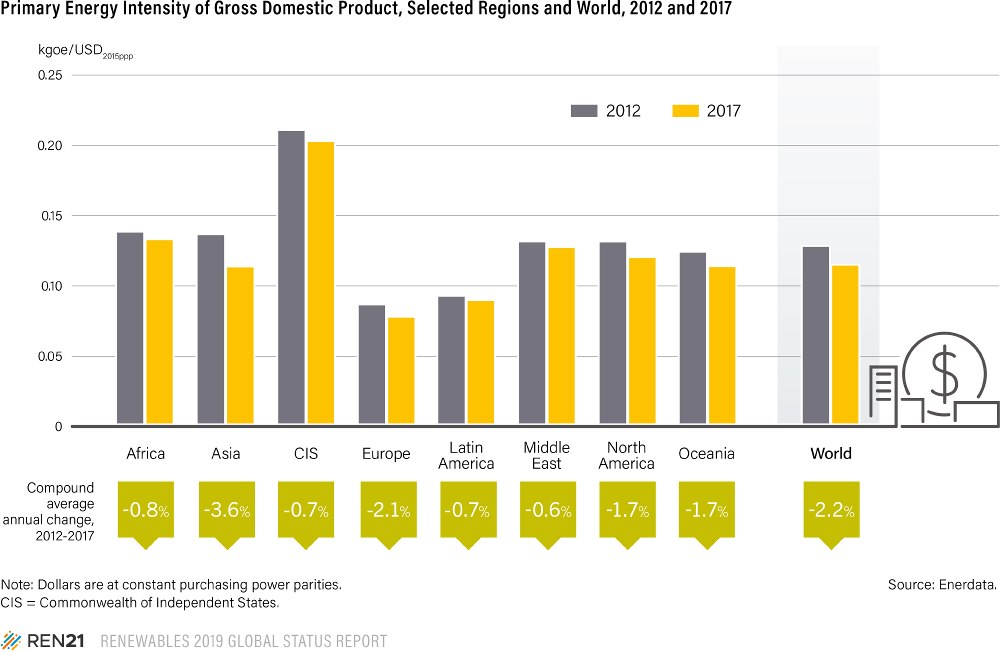 Primary Energy Intensity of Gross Domestic Product, Selected Regions and World, 2012 and 2017
kgoe/USD2015ppp
0.25
2012 2017
0.20
0.15
0.10
0.05
$
0
Africa Asia CIS Europe Latin America Middle East North America Oceania World
Compound
average
annual change,
2012-2017
-0.8% -3.6% -0.7% -2.1% -0.7% -0.6% -1.7% -1.7% -2.2%
Note: Dollars are at constant purchasing power parities.
CIS = Commonwealth of Independent States.
Source: Enerdata.
REN21 RENEWABLES 2019 GLOBAL STATUS REPORT